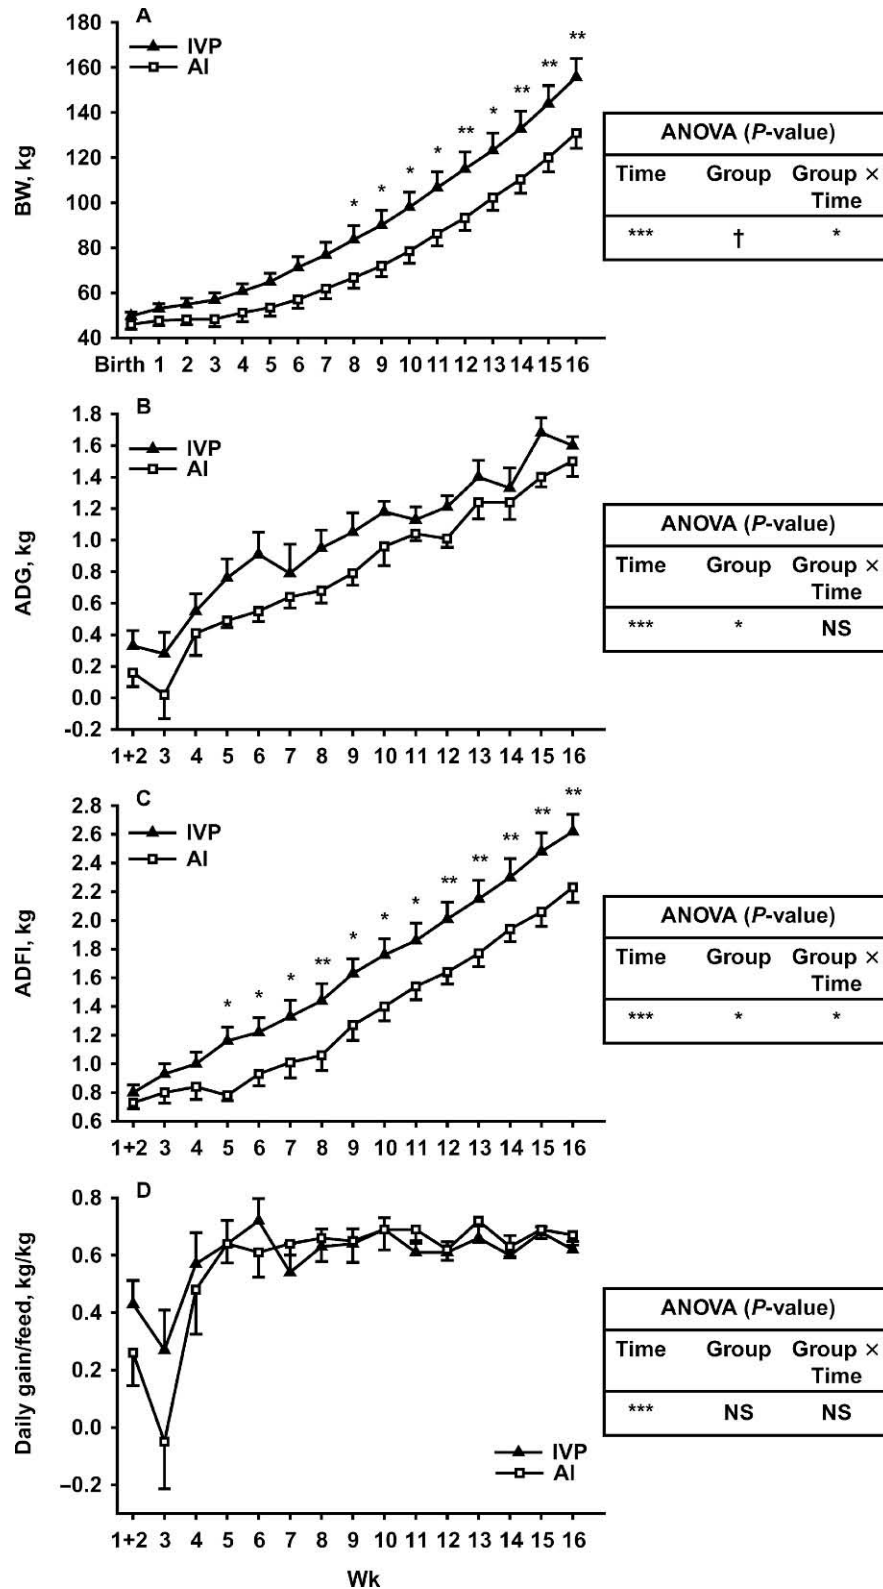 A
180
160
140
120
100
80
60
40
BW, kg
IVP
AI
*
*
*
*
**
*
**
**
**
Birth 1 2 3 4 5 6 7 8 9 10 11 12 13 14 15 16
ANOVA (P-value)
Time Group Group ×
Time
*** † *
B
1.8
1.6
1.4
1.2
1.0
0.8
0.6
0.4
0.2
0.0
-0.2
ADG, kg
IVP
AI
1+2 3 4 5 6 7 8 9 10 11 12 13 14 15 16
ANOVA (P-value)
Time Group Group ×
Time
*** * NS
C
2.8
2.6
2.4
2.2
2.0
1.8
1.6
1.4
1.2
1.0
0.8
0.6
ADFI, kg
IVP
AI
*
*
*
**
*
*
*
**
**
**
**
**
1+2 3 4 5 6 7 8 9 10 11 12 13 14 15 16
ANOVA (P-value)
Time Group Group ×
Time
*** * *
D
0.8
0.6
0.4
0.2
0.0
–0.2
Daily gain/feed, kg/kg
IVP
AI
1+2 3 4 5 6 7 8 9 10 11 12 13 14 15 16
Wk
ANOVA (P-value)
Time Group Group ×
Time
*** NS NS